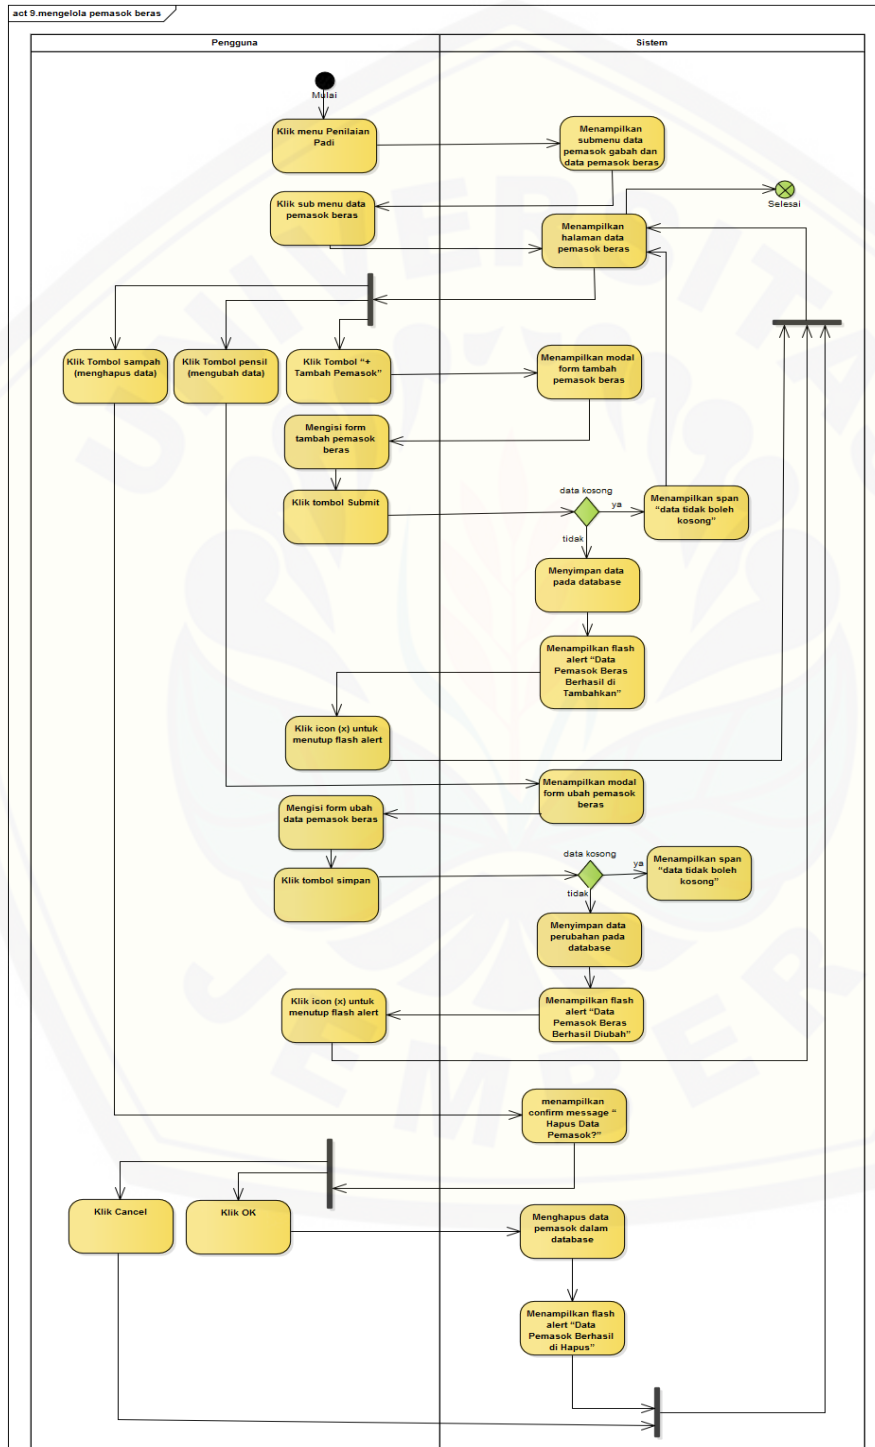 act 9.mengelola pemasok beras
Pengguna
Sistem
Mulai
Klik menu Penilaian
Padi
Menampilkan
submenu data
pemasok gabah dan
data pemasok beras
Klik sub menu data
pemasok beras
Selesai
Menampilkan
halaman data
pemasok beras
Klik Tombol sampah
(menghapus data)
Klik Tombol pensil
(mengubah data)
Klik Tombol “+
Tambah Pemasok”
Menampilkan modal
form tambah
pemasok beras
Mengisi form
tambah pemasok
beras
Klik tombol Submit
data kosong
ya
tidak
Menampilkan span
“data tidak boleh
kosong”
Menyimpan data
pada database
Menampilkan flash
alert “Data
Pemasok Beras
Berhasil di
Tambahkan”
Klik icon (x) untuk
menutup flash alert
Menampilkan modal
form ubah pemasok
beras
Mengisi form ubah
data pemasok beras
Klik tombol simpan
data kosong
ya
tidak
Menampilkan span
“data tidak boleh
kosong”
Menyimpan data
perubahan pada
database
Menampilkan flash
alert “Data
Pemasok Beras
Berhasil Diubah”
Klik icon (x) untuk
menutup flash alert
menampilkan
confirm message “
Hapus Data
Pemasok?”
Klik Cancel
Klik OK
Menghapus data
pemasok dalam
database
Menampilkan flash
alert “Data
Pemasok Berhasil
di Hapus”
UNIVERSITAS
JEMBER